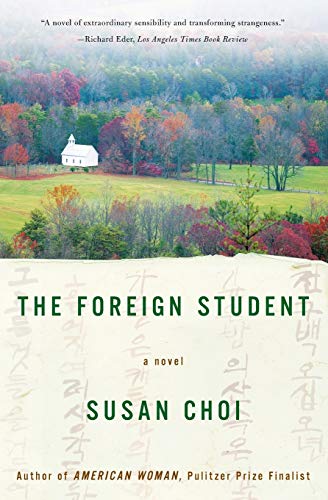 "A novel of extraordinary sensibility and transforming strangeness."
—Richard Eder, Los Angeles Times Book Review
THE FOREIGN STUDENT
a novel
SUSAN CHOI
Author of AMERICAN WOMAN, Pulitzer Prize Finalist